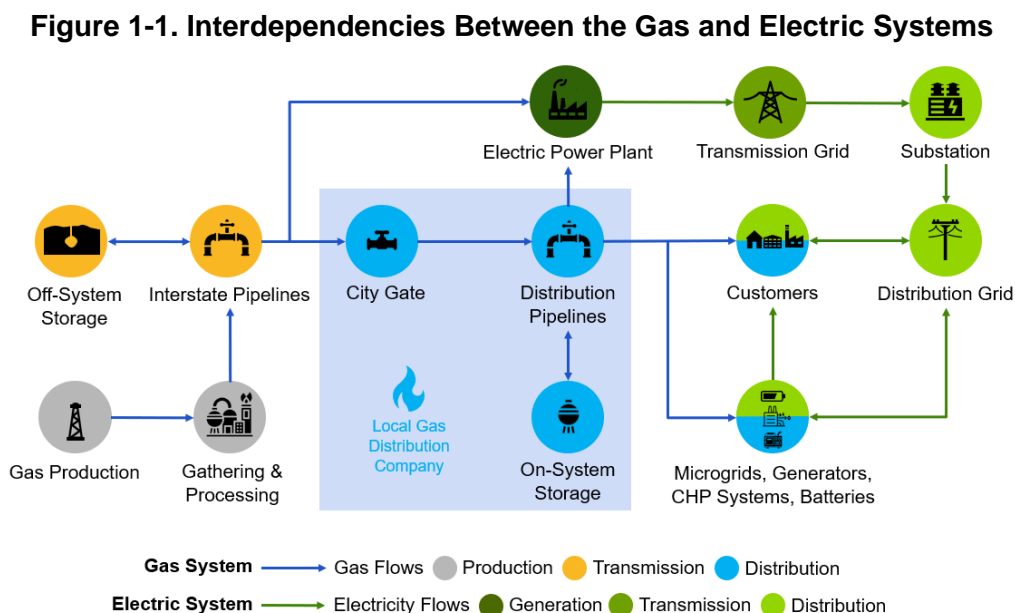 Figure 1-1. Interdependencies Between the Gas and Electric Systems
Electric Power Plant
Transmission Grid
Substation
Off-System
Storage
Interstate Pipelines
City Gate
Distribution
Pipelines
Customers
Distribution Grid
Gas Production
Gathering &
Processing
Local Gas
Distribution
Company
On-System
Storage
Microgrids, Generators,
CHP Systems, Batteries
Gas System Gas Flows Production Transmission Distribution
Electric System Electricity Flows Generation Transmission Distribution